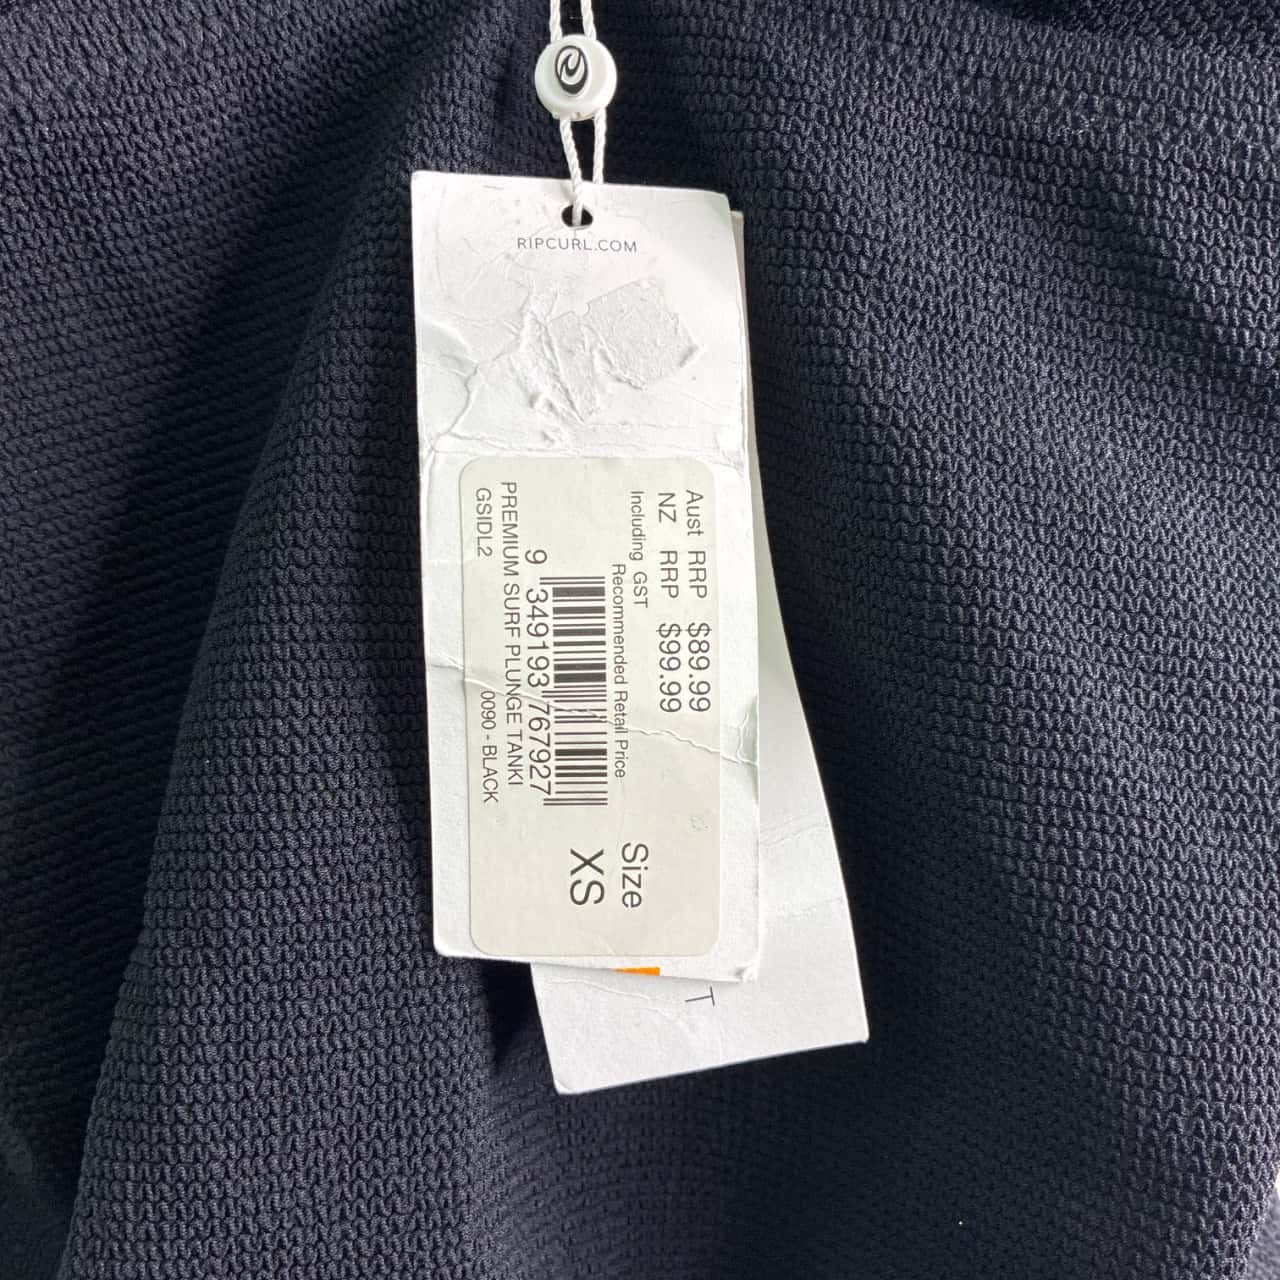 RIPCURL.COM
Aust RRP $89.99
NZ RRP $99.99
Including GST
Recommended Retail Price
9 349193 767927
PREMIUM SURF PLUNGE TANKI
GSIDL2 0090 - BLACK
Size
XS
T